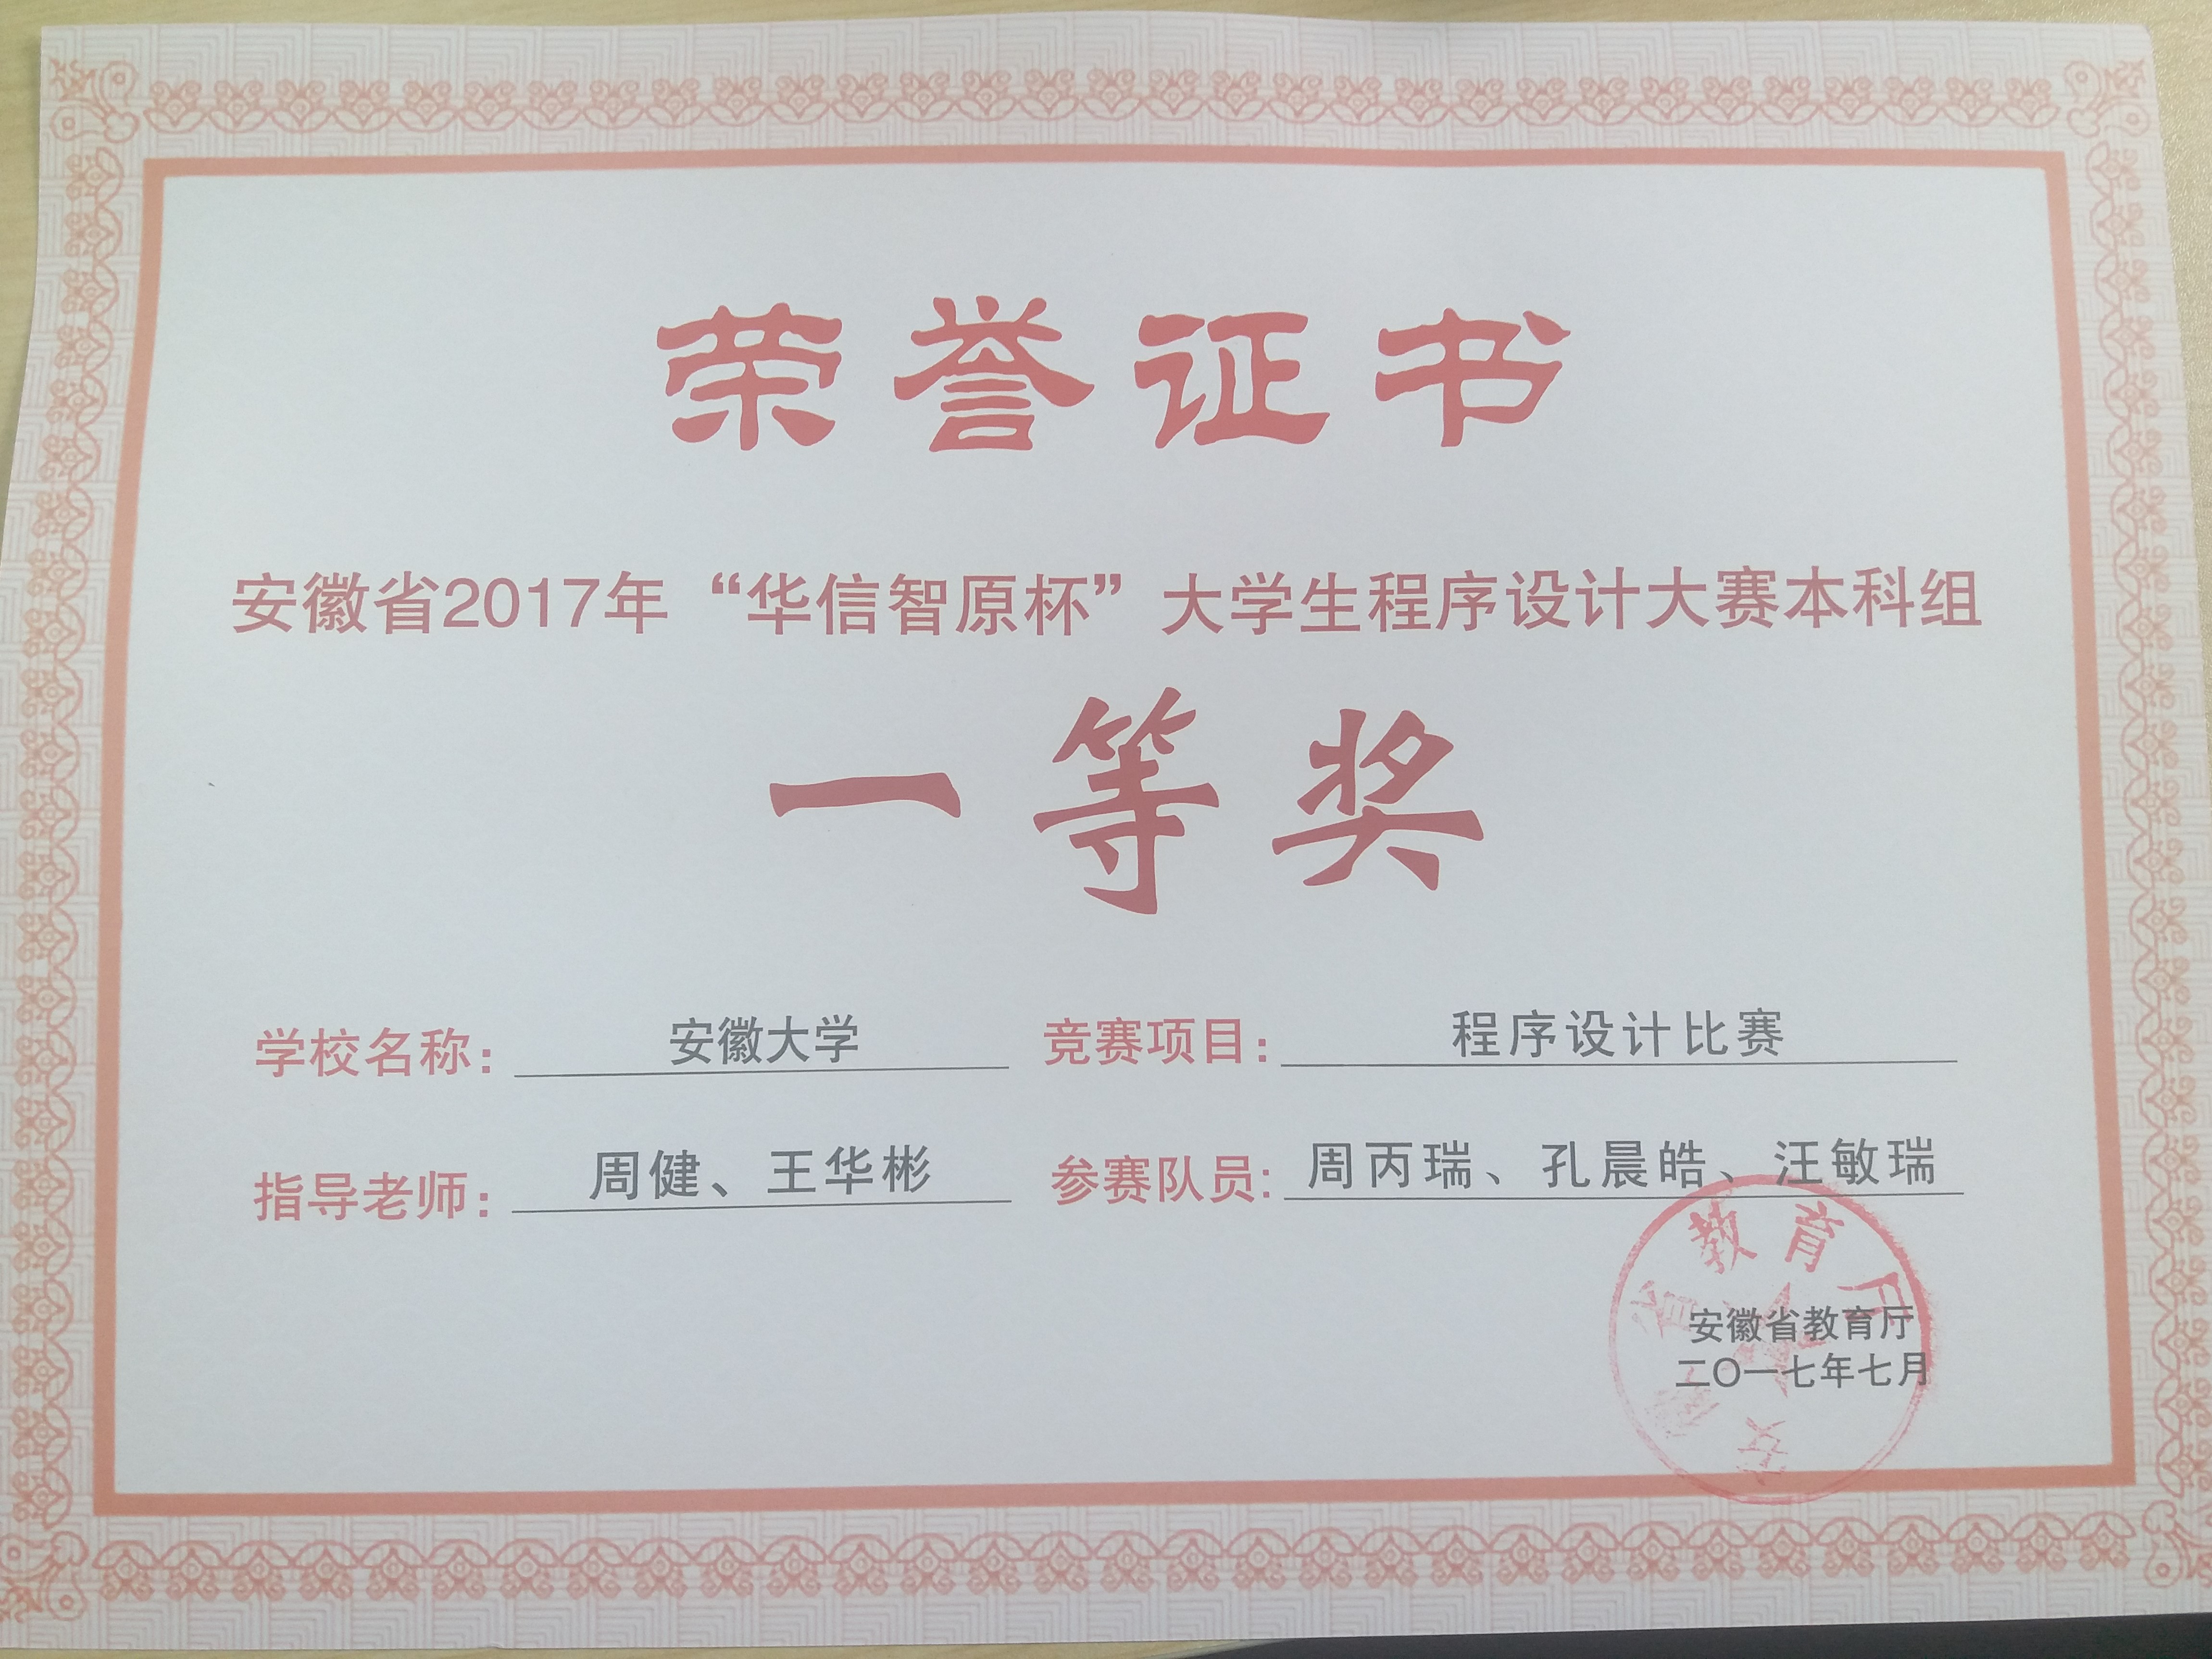 荣誉证书
安徽省2017年“华信智原杯”大学生程序设计大赛本科组
一等奖
学校名称：安徽大学 竞赛项目：程序设计比赛
指导老师：周健、王华彬 参赛队员：周丙瑞、孔晨皓、汪敏瑞
安徽省教育厅
安徽省教育厅
二〇一七年七月